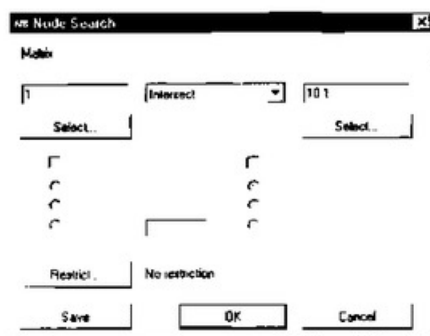 Node Search
Matrix
1 Intersect 10 1
Select... Select...
Restrict... No restriction
Save OK Cancel